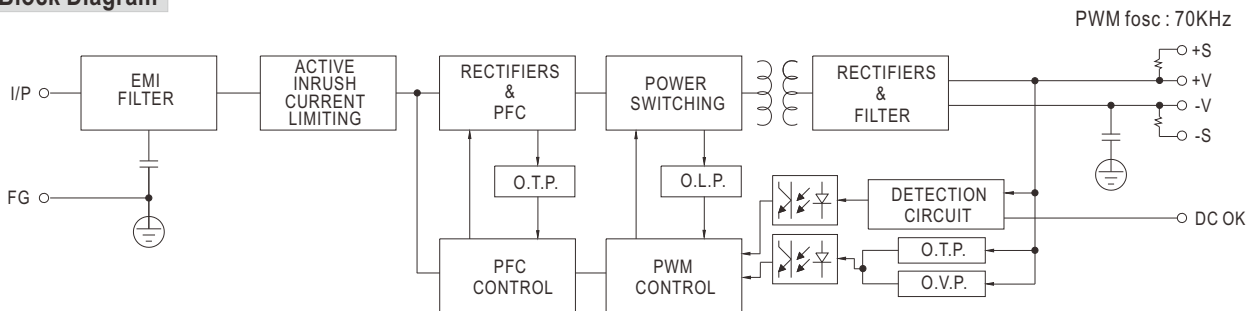 Block Diagram
PWM fosc : 70KHz
I/P
EMI
FILTER
ACTIVE
INRUSH
CURRENT
LIMITING
RECTIFIERS
&
PFC
POWER
SWITCHING
RECTIFIERS
&
FILTER
+S
+V
-V
-S
FG
O.T.P.
O.L.P.
DETECTION
CIRCUIT
DC OK
PFC
CONTROL
PWM
CONTROL
O.T.P.
O.V.P.